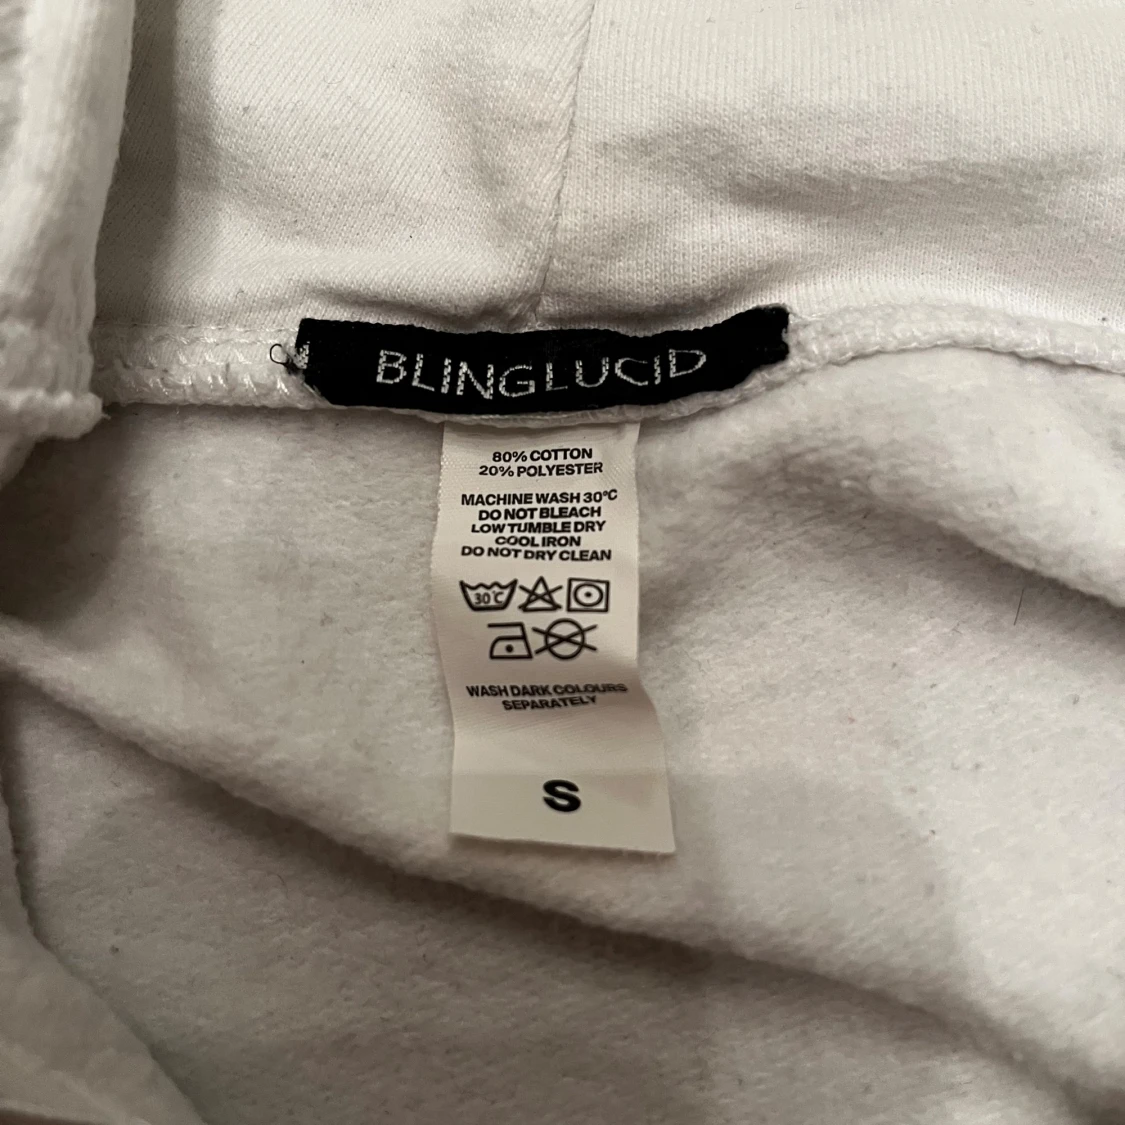 BLINGLUCID
80% COTTON
20% POLYESTER
MACHINE WASH 30°C
DO NOT BLEACH
LOW TUMBLE DRY
COOL IRON
DO NOT DRY CLEAN
30°C
WASH DARK COLOURS
SEPARATELY
S